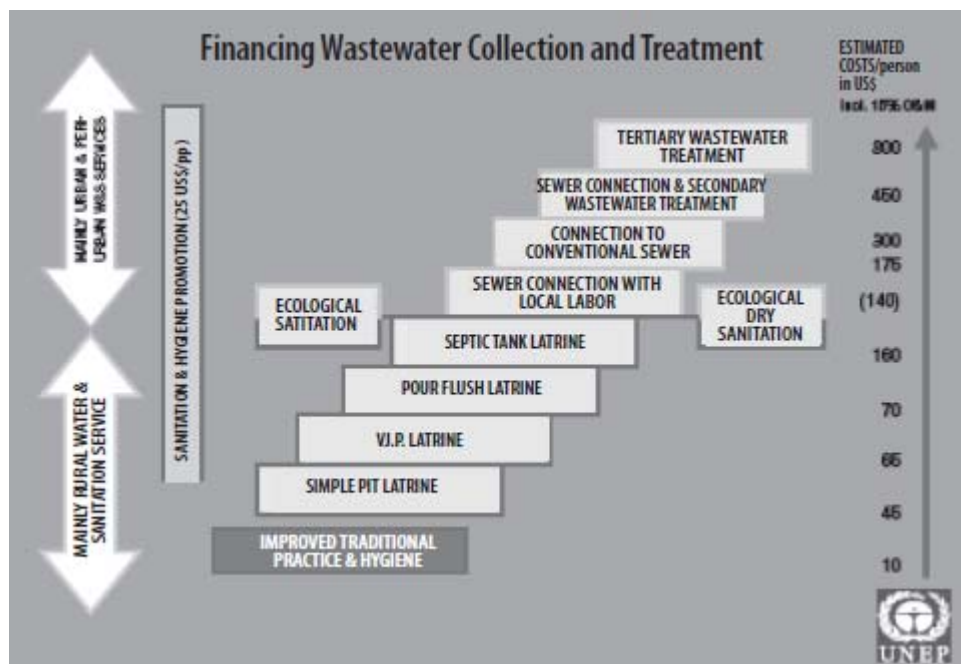 Financing Wastewater Collection and Treatment
ESTIMATED
COSTS/person
in US$
Incl. 10% O&M
MAINLY URBAN & PERI-
URBAN W&S SERVICES
MAINLY RURAL WATER &
SANITATION SERVICE
SANITATION & HYGIENE PROMOTION (25 US$/pp)
TERTIARY WASTEWATER
TREATMENT
800
SEWER CONNECTION & SECONDARY
WASTEWATER TREATMENT
450
CONNECTION TO
CONVENTIONAL SEWER
300
175
SEWER CONNECTION WITH
LOCAL LABOR
ECOLOGICAL
SATITATION
ECOLOGICAL
DRY
SANITATION
(140)
SEPTIC TANK LATRINE
160
POUR FLUSH LATRINE
70
V.I.P. LATRINE
65
SIMPLE PIT LATRINE
45
IMPROVED TRADITIONAL
PRACTICE & HYGIENE
10
UNEP